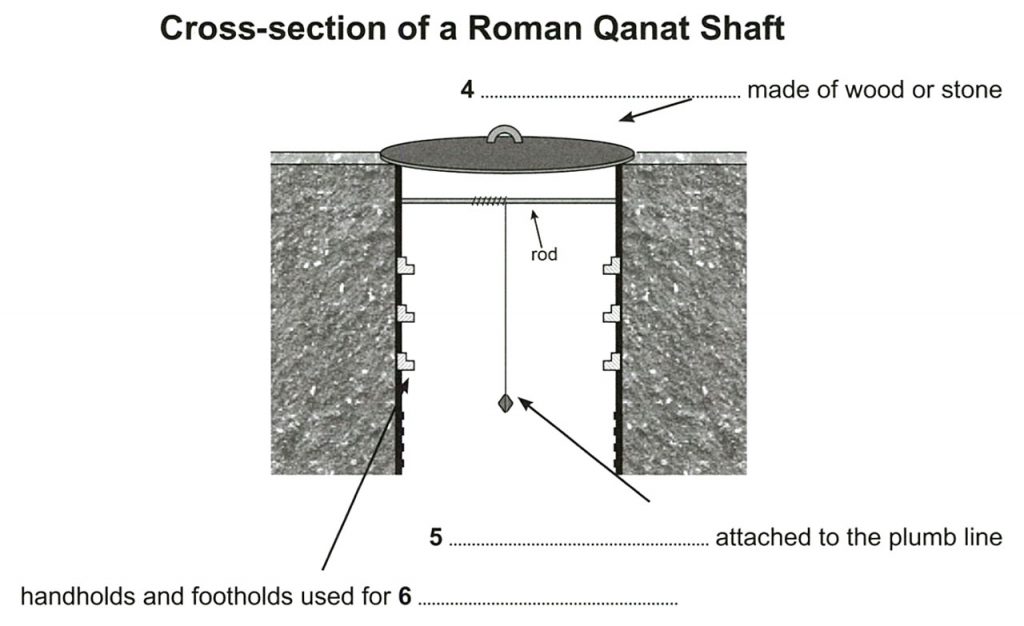 Cross-section of a Roman Qanat Shaft
4 ........................................ made of wood or stone
rod
5 ........................................ attached to the plumb line
handholds and footholds used for 6 ........................................